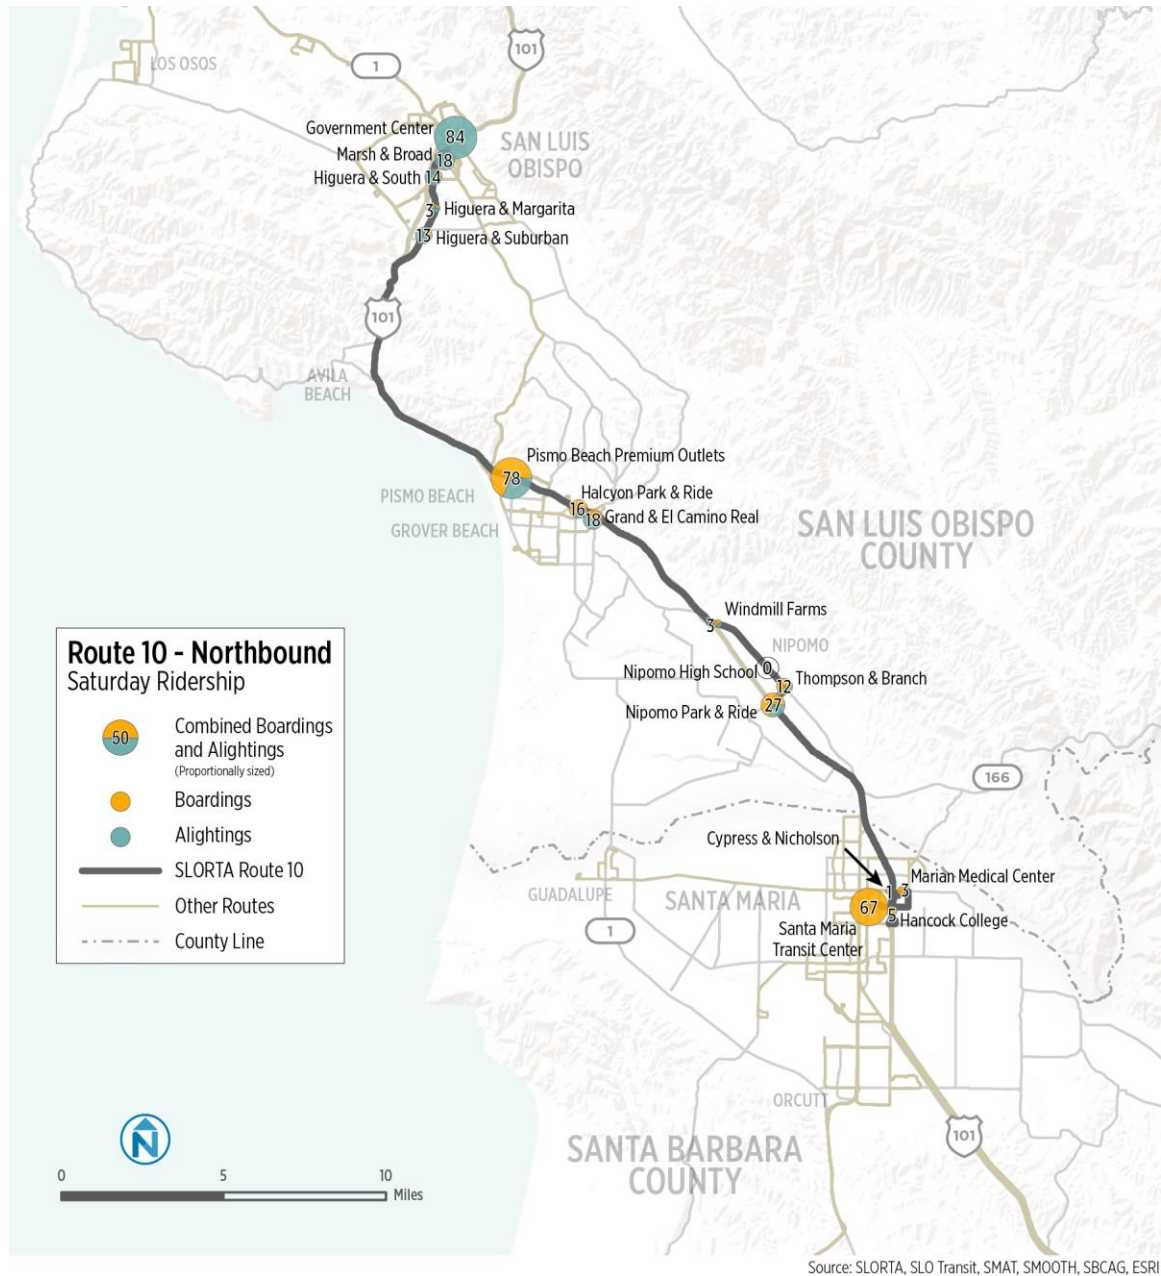 LOS OSOS
1
101
Government Center
84
SAN LUIS
OBISPO
Marsh & Broad
18
Higuera & South
14
3
Higuera & Margarita
13
Higuera & Suburban
101
AVILA
BEACH
Pismo Beach Premium Outlets
78
PISMO BEACH
Halcyon Park & Ride
16
18
Grand & El Camino Real
GROVER BEACH
SAN LUIS OBISPO
COUNTY
Windmill Farms
3
NIPOMO
Nipomo High School
0
Thompson & Branch
12
Nipomo Park & Ride
27
Route 10 - Northbound
Saturday Ridership
50
Combined Boardings
and Alightings
(Proportionally sized)
Boardings
Alightings
SLORTA Route 10
Other Routes
County Line
166
Cypress & Nicholson
1
3
Marian Medical Center
GUADALUPE
SANTA MARIA
67
5
Hancock College
Santa Maria
Transit Center
1
ORCUTT
101
SANTA BARBARA
COUNTY
N
0
5
10
Miles
Source: SLORTA, SLO Transit, SMAT, SMOOTH, SBCAG, ESRI